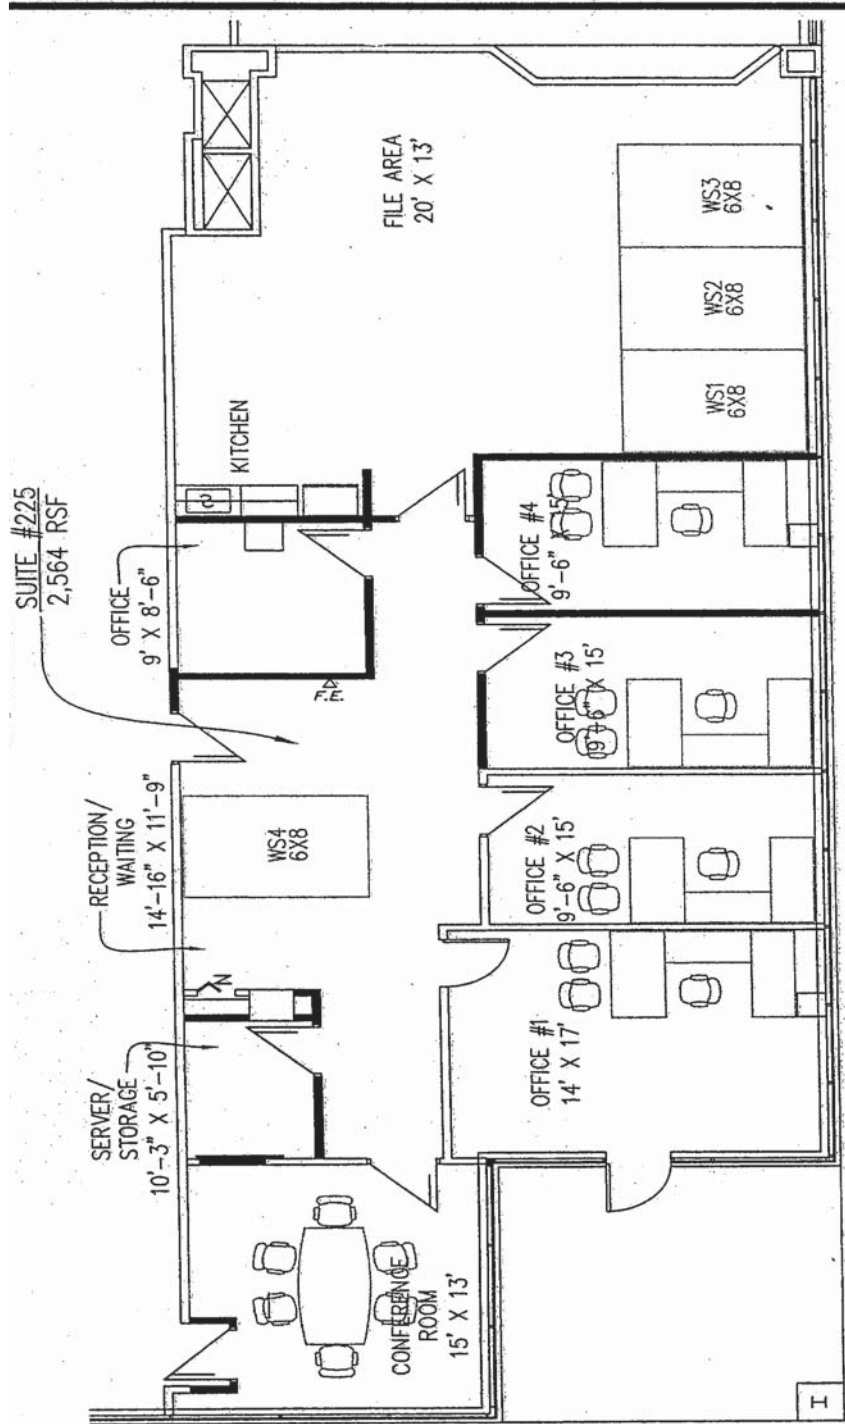 SUITE #225
2,564 RSF
SERVER/
STORAGE
10'-3" X 5'-10"
RECEPTION/
WAITING
14'-16" X 11'-9"
OFFICE
9' X 8'-6"
KITCHEN
FILE AREA
20' X 13'
WS4
6X8
F.E.
CONFERENCE
ROOM
15' X 13'
OFFICE #1
14' X 17'
OFFICE #2
9'-6" X 15'
OFFICE #3
9'-6" X 15'
OFFICE #4
9'-6" X 15'
WS1
6X8
WS2
6X8
WS3
6X8
H